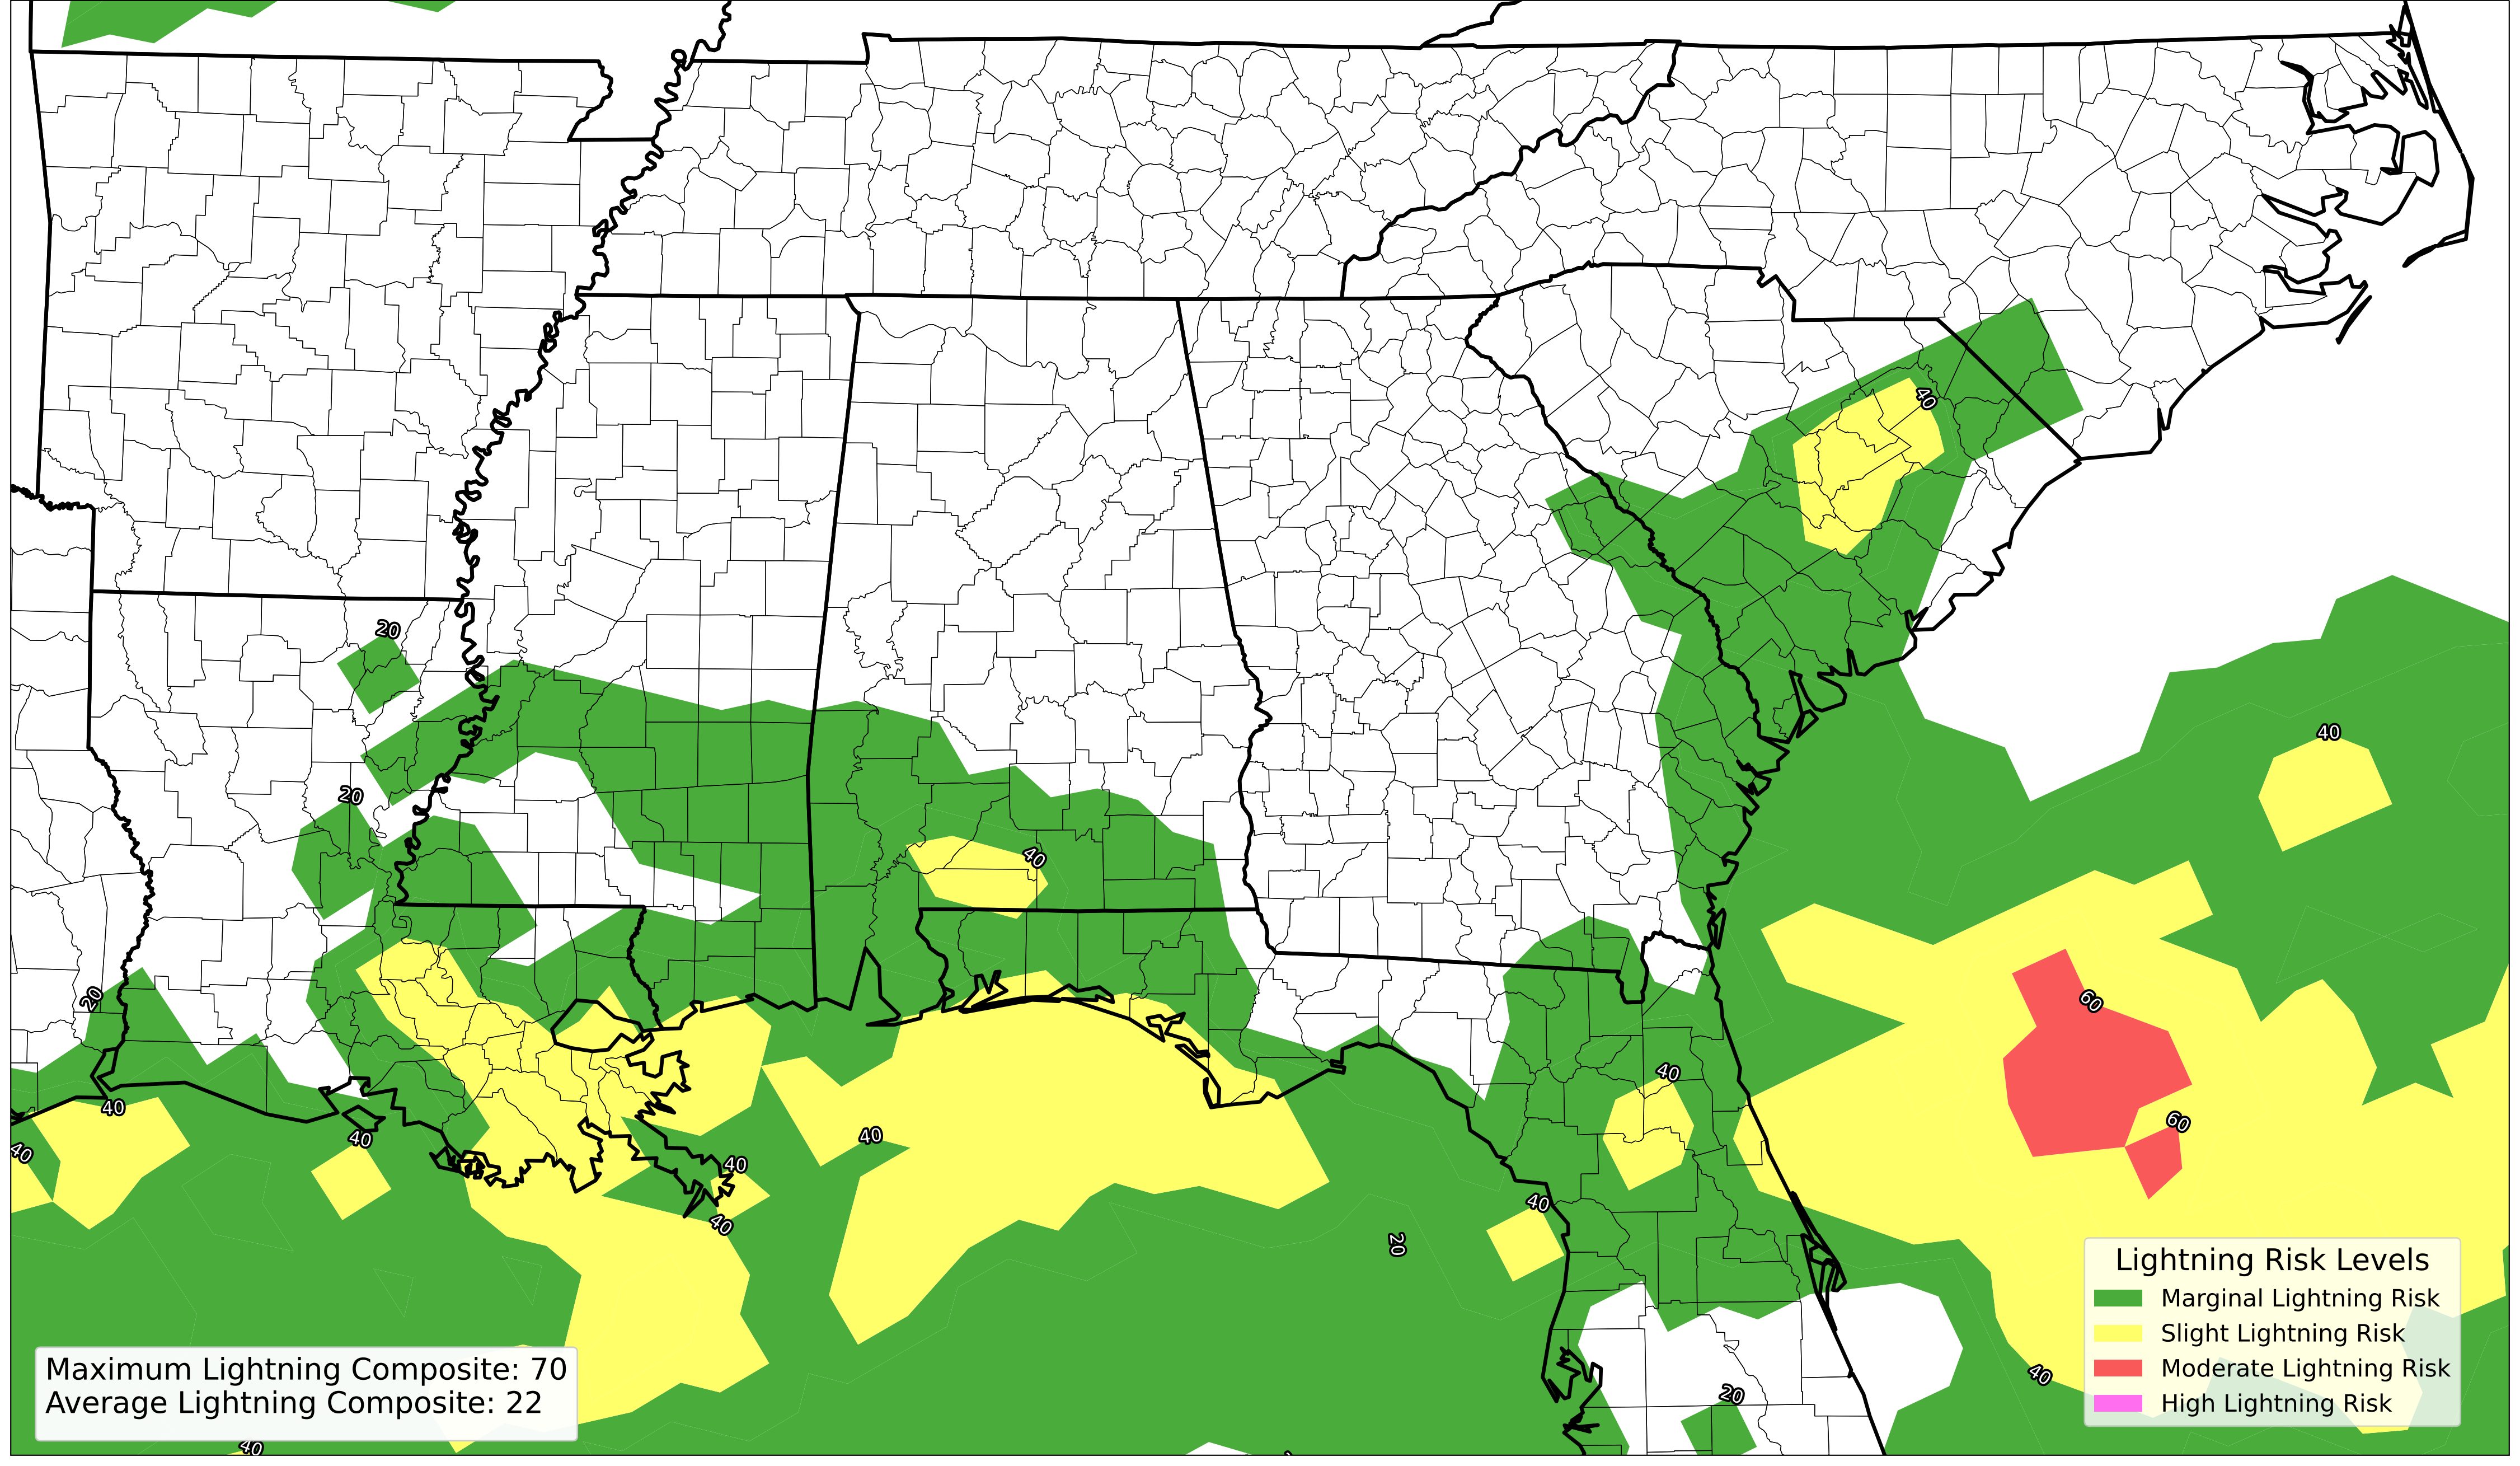 40
20
40
20
40
60
20
40
60
40
40
40
40
40
40
40
20
40
20
40
Lightning Risk Levels
Marginal Lightning Risk
Slight Lightning Risk
Moderate Lightning Risk
High Lightning Risk
Maximum Lightning Composite: 70
Average Lightning Composite: 22